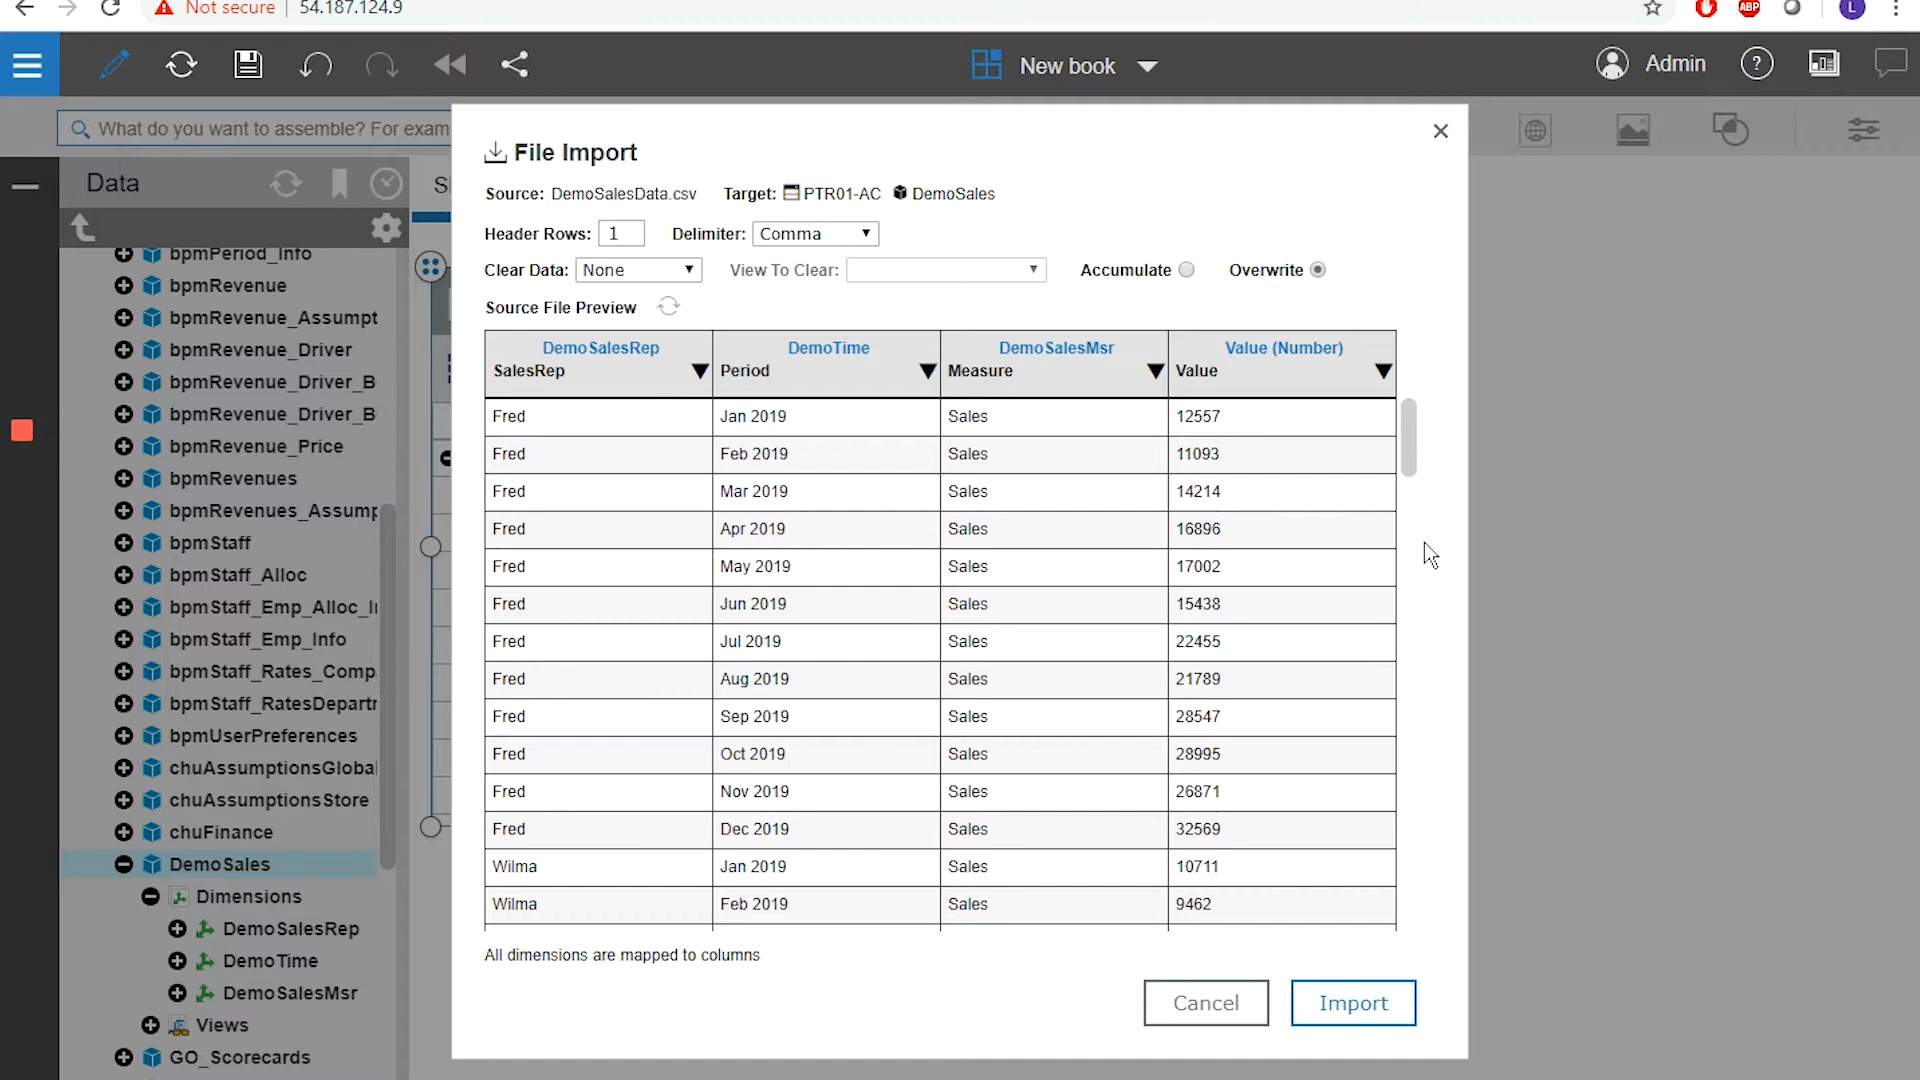 Not secure | 54.187.124.9
New book
Admin
?
ABP
L
What do you want to assemble? For exam
Data
bpmPeriod_Info
bpmRevenue
bpmRevenue_Assumpt
bpmRevenue_Driver
bpmRevenue_Driver_B
bpmRevenue_Driver_B
bpmRevenue_Price
bpmRevenues
bpmRevenues_Assump
bpmStaff
bpmStaff_Alloc
bpmStaff_Emp_Alloc_I
bpmStaff_Emp_Info
bpmStaff_Rates_Comp
bpmStaff_RatesDepartr
bpmUserPreferences
chuAssumptionsGlobal
chuAssumptionsStore
chuFinance
DemoSales
Dimensions
DemoSalesRep
DemoTime
DemoSalesMsr
Views
GO_Scorecards
File Import
Source: DemoSalesData.csv Target: PTR01-AC DemoSales
Header Rows: 1 Delimiter: Comma
Clear Data: None View To Clear: Accumulate Overwrite
Source File Preview
DemoSalesRep DemoTime DemoSalesMsr Value (Number)
SalesRep Period Measure Value
Fred Jan 2019 Sales 12557
Fred Feb 2019 Sales 11093
Fred Mar 2019 Sales 14214
Fred Apr 2019 Sales 16896
Fred May 2019 Sales 17002
Fred Jun 2019 Sales 15438
Fred Jul 2019 Sales 22455
Fred Aug 2019 Sales 21789
Fred Sep 2019 Sales 28547
Fred Oct 2019 Sales 28995
Fred Nov 2019 Sales 26871
Fred Dec 2019 Sales 32569
Wilma Jan 2019 Sales 10711
Wilma Feb 2019 Sales 9462
All dimensions are mapped to columns
Cancel Import